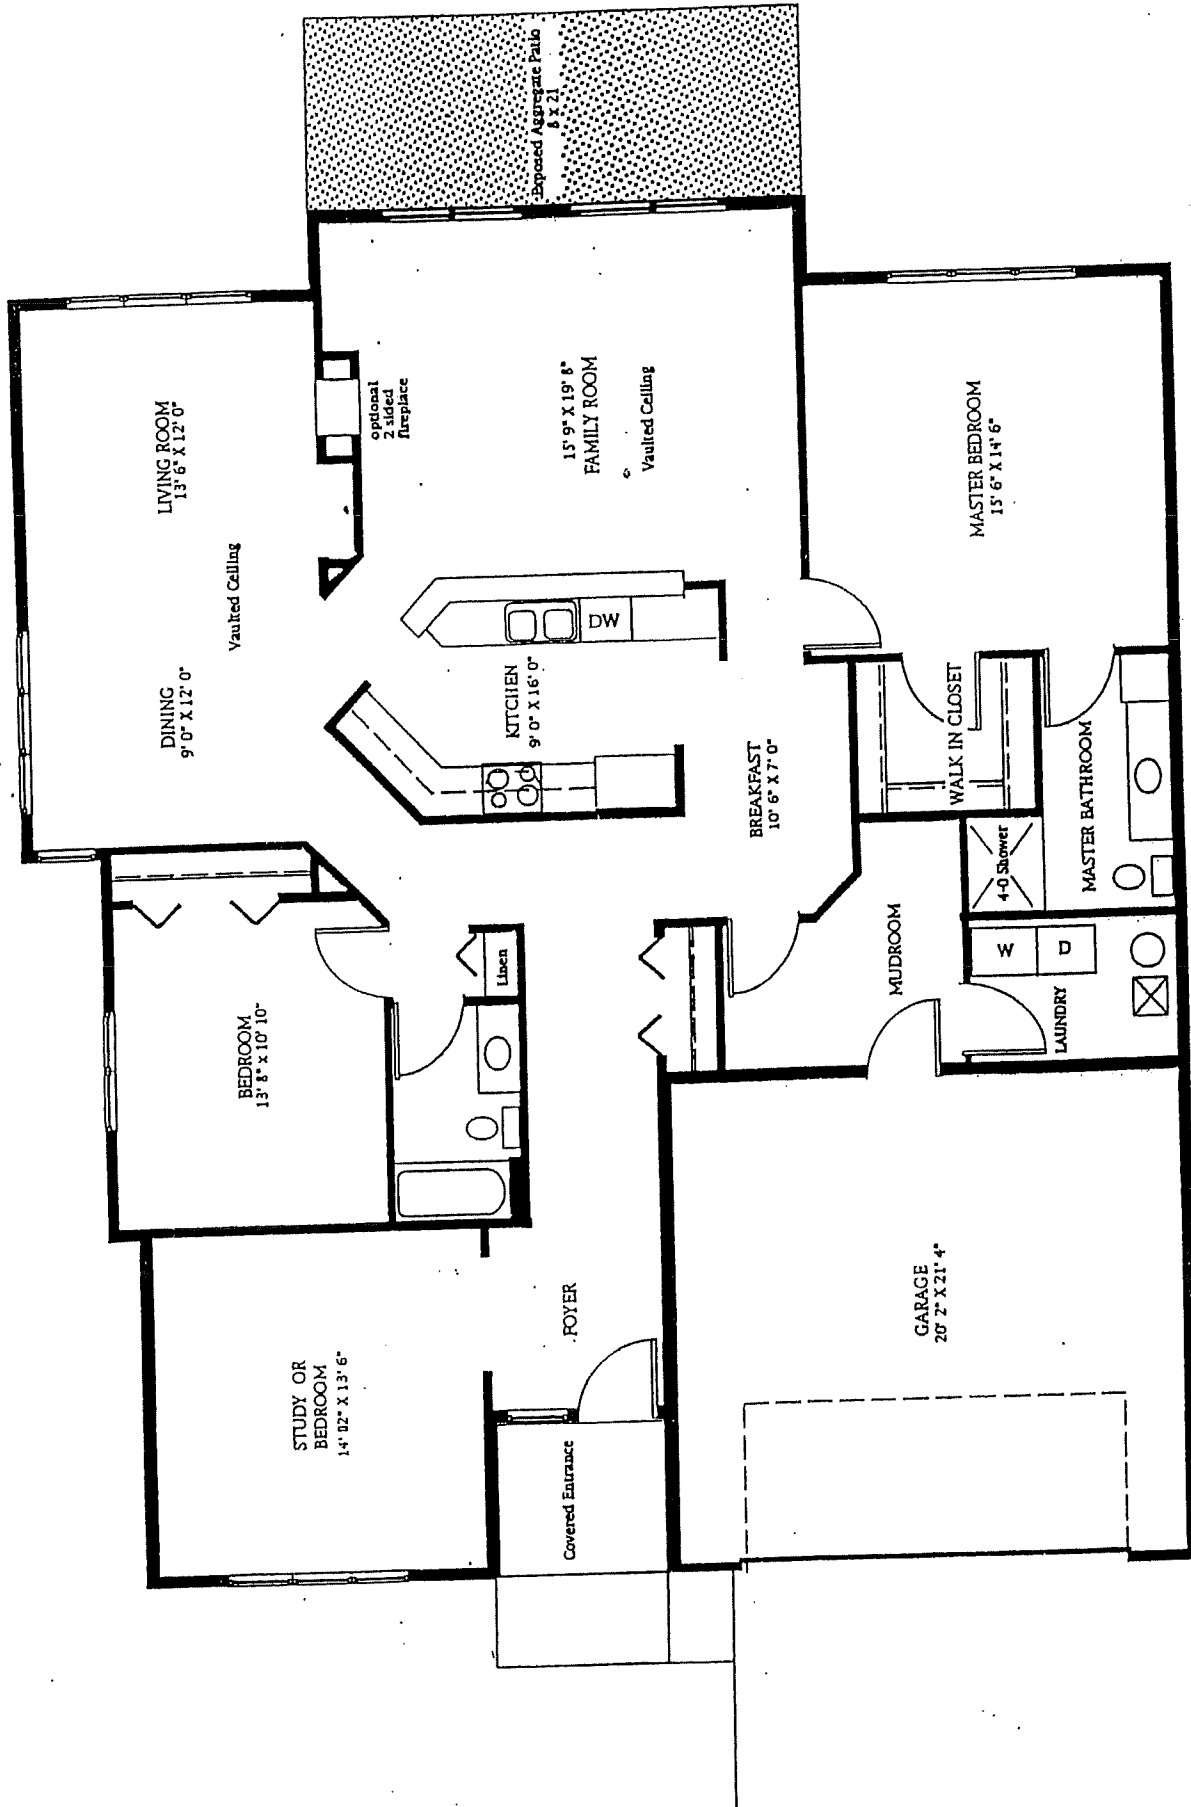 Exposed Aggregate Patio
8 x 21
LIVING ROOM
13' 6" X 12' 0"
Vaulted Ceiling
DINING
9' 0" X 12' 0"
optional
2 sided
fireplace
15' 9" X 19' 8"
FAMILY ROOM
Vaulted Ceiling
MASTER BEDROOM
15' 6" X 14' 6"
DW
KITCHEN
9' 0" X 16' 0"
BREAKFAST
10' 6" X 7' 0"
WALK IN CLOSET
MASTER BATHROOM
4-0 Shower
MUDROOM
W
D
LAUNDRY
Linen
BEDROOM
13' 8" x 10' 10"
STUDY OR
BEDROOM
14' 02" X 13' 6"
FOYER
Covered Entrance
GARAGE
20' 2" X 21' 4"